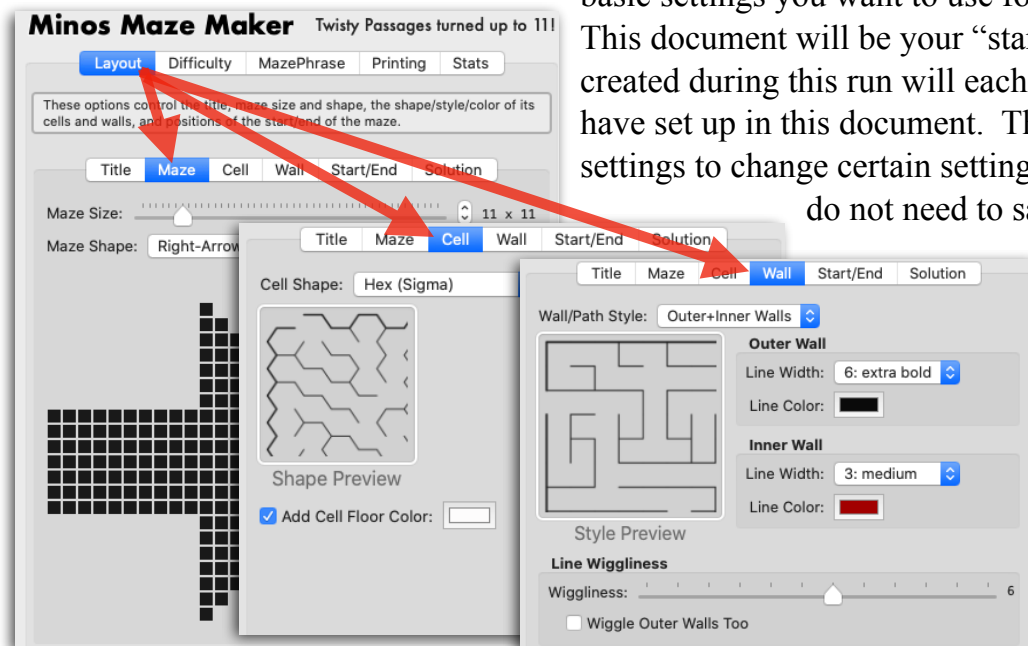 basic settings you want to use fo
This document will be your “sta
created during this run will each
have set up in this document. Th
settings to change certain setting
do not need to sa
Minos Maze Maker Twisty Passages turned up to 11!
Layout Difficulty MazePhrase Printing Stats
These options control the title, maze size and shape, the shape/style/color of its
cells and walls, and positions of the start/end of the maze.
Title Maze Cell Wall Start/End Solution
Maze Size: 11 x 11
Maze Shape: Right-Arrow
Title Maze Cell Wall Start/End Solution
Cell Shape: Hex (Sigma)
Shape Preview
Add Cell Floor Color:
Title Maze Cell Wall Start/End Solution
Wall/Path Style: Outer+Inner Walls
Style Preview
Outer Wall
Line Width: 6: extra bold
Line Color:
Inner Wall
Line Width: 3: medium
Line Color:
Line Wiggliness
Wiggliness: 6
Wiggle Outer Walls Too